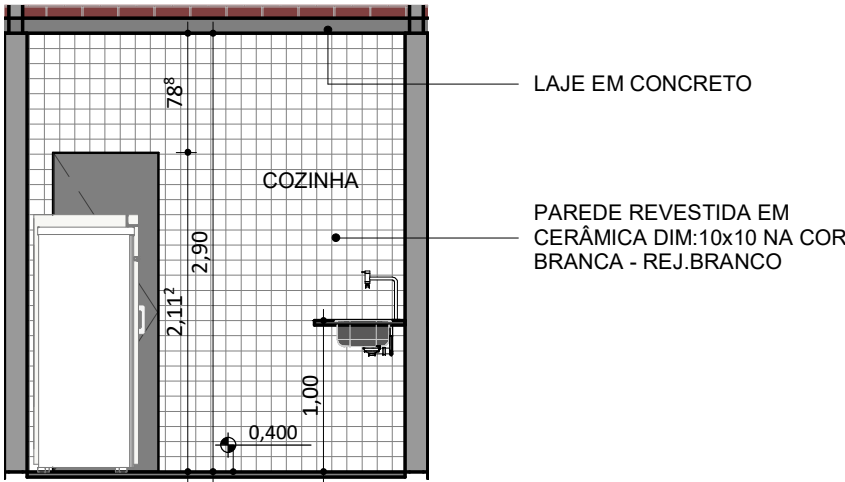 LAJE EM CONCRETO
78⁸
COZINHA
PAREDE REVESTIDA EM
CERÂMICA DIM:10x10 NA COR
BRANCA - REJ.BRANCO
2,90
2,11²
1,00
0,400